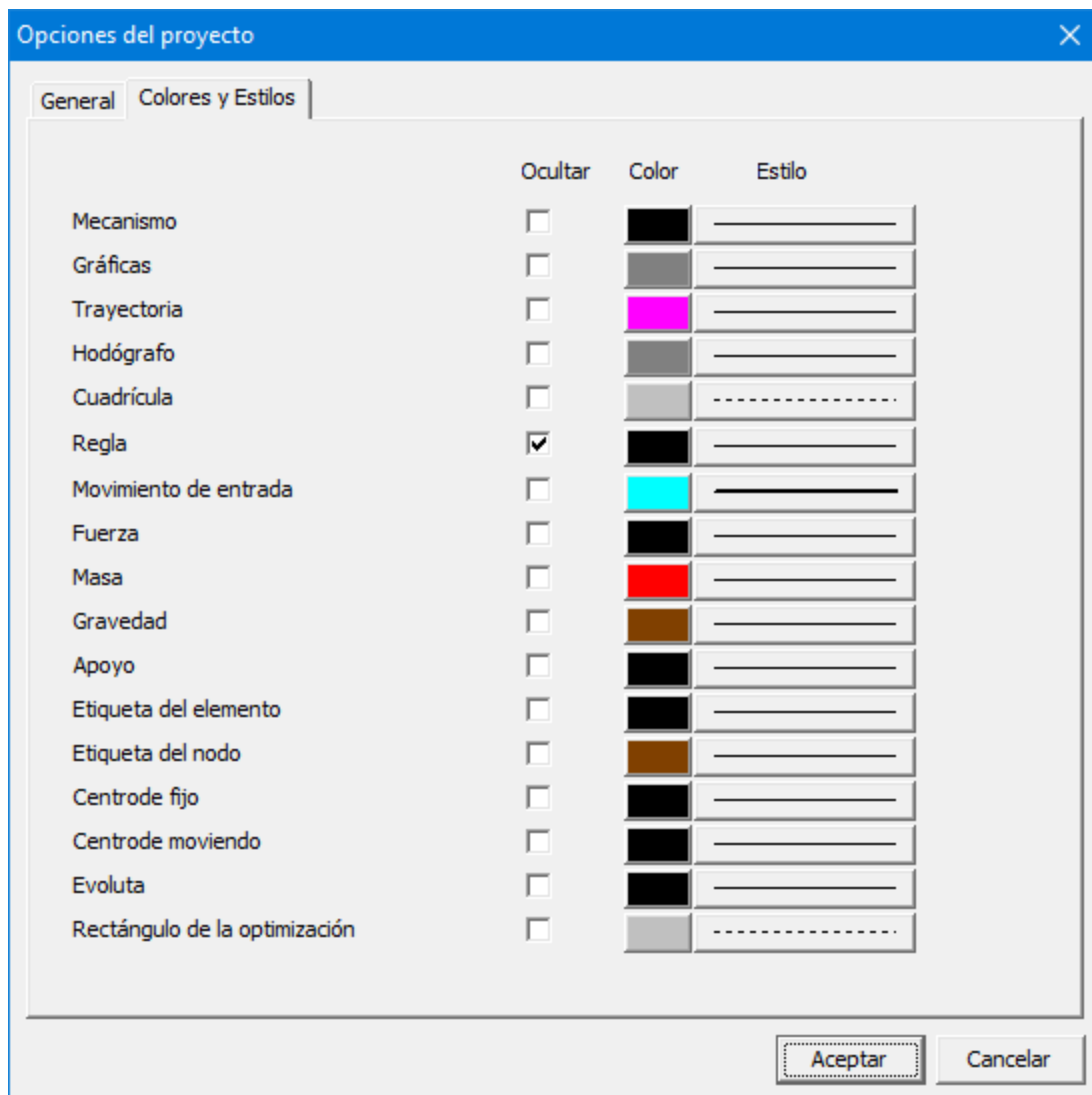 Opciones del proyecto
General Colores y Estilos
Ocultar Color Estilo
Mecanismo
Gráficas
Trayectoria
Hodógrafo
Cuadrícula
Regla
Movimiento de entrada
Fuerza
Masa
Gravedad
Apoyo
Etiqueta del elemento
Etiqueta del nodo
Centrode fijo
Centrode moviendo
Evoluta
Rectángulo de la optimización
Aceptar Cancelar